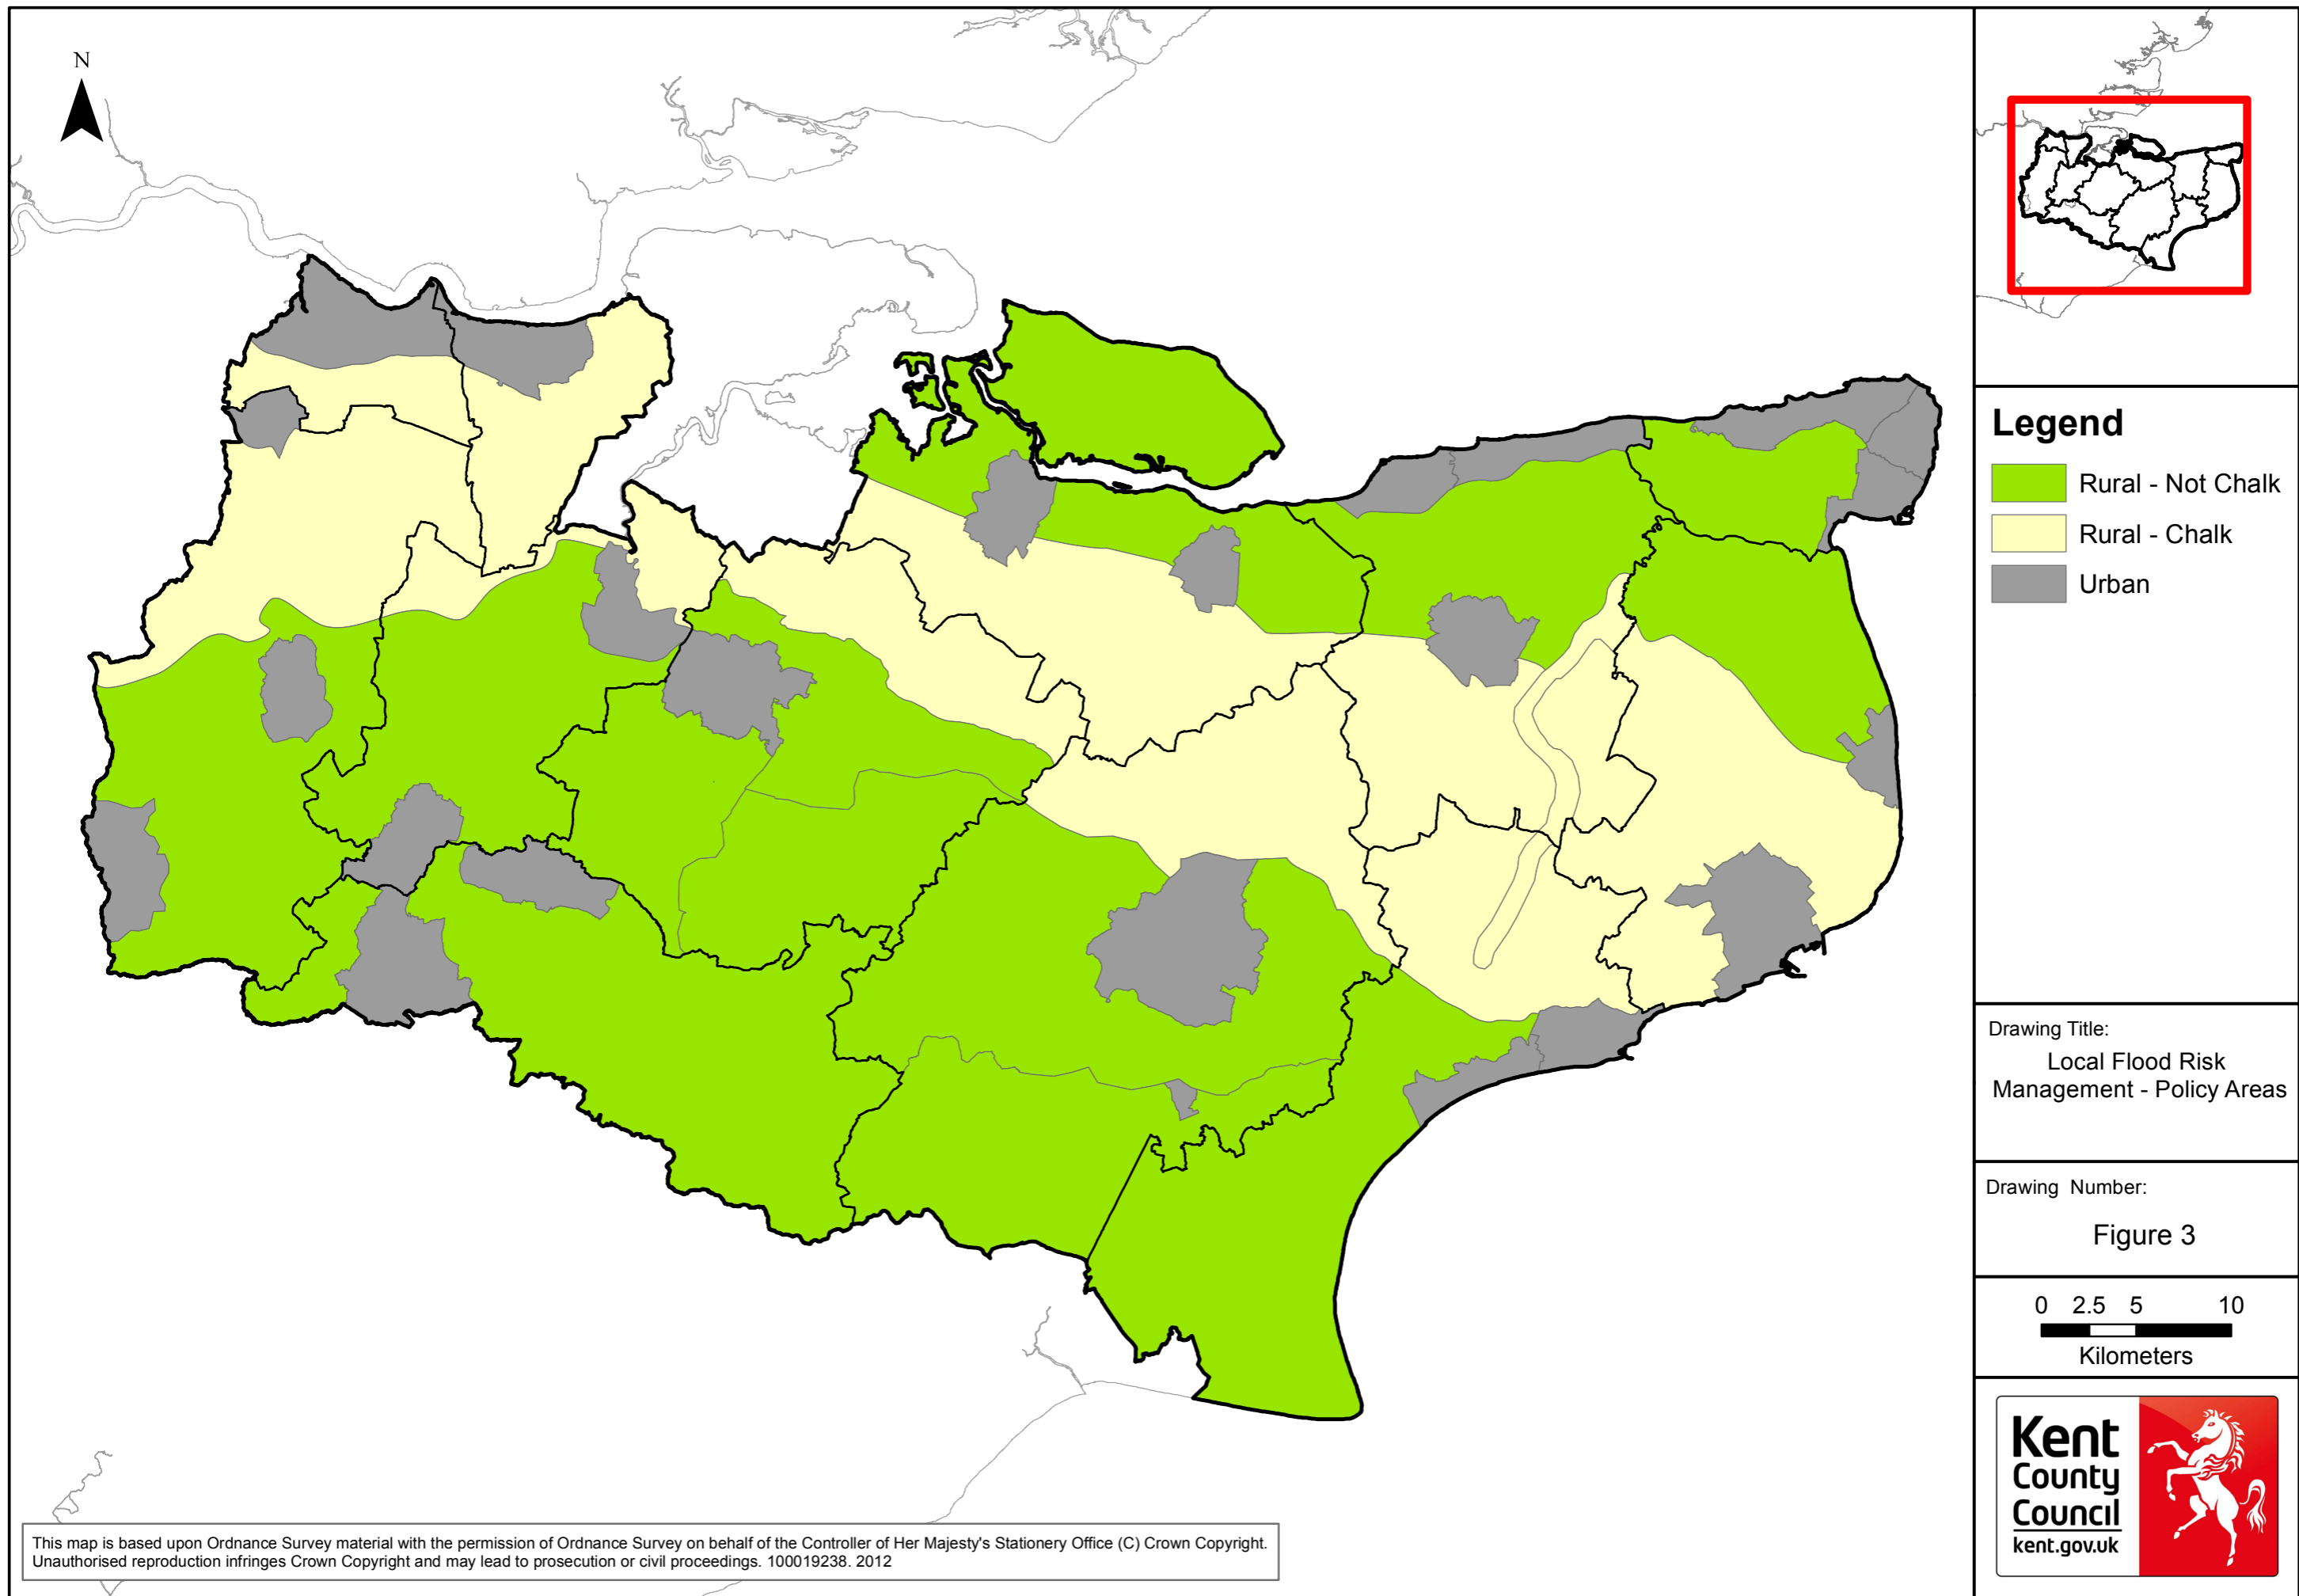 N
Legend
Rural - Not Chalk
Rural - Chalk
Urban
Drawing Title:
Local Flood Risk
Management - Policy Areas
Drawing Number:
Figure 3
0 2.5 5 10
Kilometers
Kent
County
Council
kent.gov.uk
This map is based upon Ordnance Survey material with the permission of Ordnance Survey on behalf of the Controller of Her Majesty's Stationery Office (C) Crown Copyright.
Unauthorised reproduction infringes Crown Copyright and may lead to prosecution or civil proceedings. 100019238. 2012